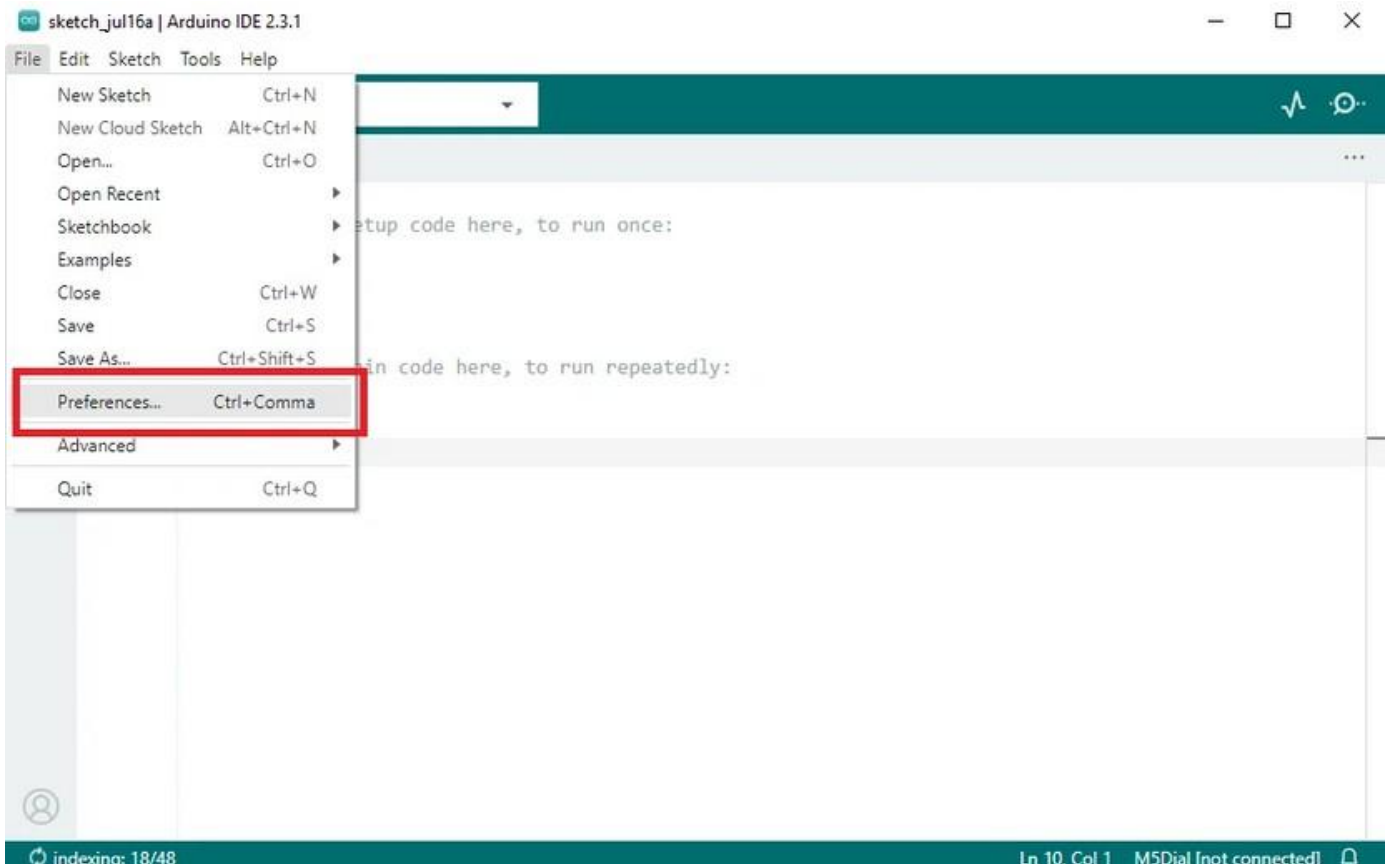 sketch_jul16a | Arduino IDE 2.3.1
File Edit Sketch Tools Help
New Sketch Ctrl+N
New Cloud Sketch Alt+Ctrl+N
Open... Ctrl+O
Open Recent
Sketchbook
etup code here, to run once:
Examples
Close Ctrl+W
Save Ctrl+S
Save As... Ctrl+Shift+S
in code here, to run repeatedly:
Preferences... Ctrl+Comma
Advanced
Quit Ctrl+Q
indexing: 18/48 Ln 10, Col 1 M5Dial [not connected]